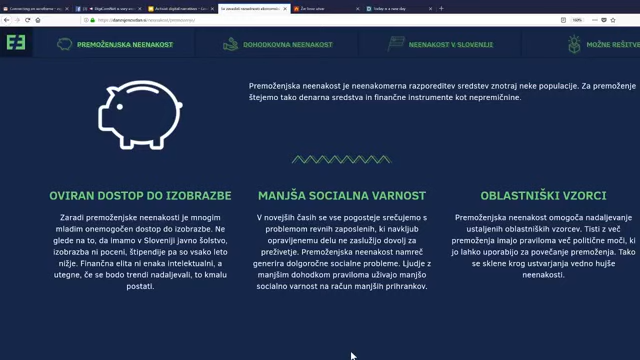 PREMOŽENJSKA NEENAKOST
DOHODKOVNA NEENAKOST
NEENAKOST V SLOVENIJI
MOŽNE REŠITVE
Premoženjska neenakost je neenakomerna razporeditev sredstev znotraj neke populacije. Za premoženje
štejemo tako denarna sredstva in finančne instrumente kot nepremičnine.
OVIRAN DOSTOP DO IZOBRAZBE
Zaradi premoženjske neenakosti je mnogim
mladim onemogočen dostop do izobrazbe. Ne
glede na to, da imamo v Sloveniji javno šolstvo,
izobrazba ni poceni, štipendije pa so vsako leto
nižje. Finančna elita ni enaka intelektualni, a
utegne, če se bodo trendi nadaljevali, to kmalu
postati.
MANJŠA SOCIALNA VARNOST
V novejših časih se vse pogosteje srečujemo s
problemom revnih zaposlenih, ki navkljub
opravljenemu delu ne zaslužijo dovolj za
preživetje. Premoženjska neenakost namreč
generira dolgoročne socialne probleme. Ljudje z
manjšim dohodkom praviloma uživajo manjšo
socialno varnost na račun manjših prihrankov.
OBLASTNIŠKI VZORCI
Premoženjska neenakost omogoča nadaljevanje
ustaljenih oblastniških vzorcev. Tisti z več
premoženja imajo praviloma več politične moči, ki
jo lahko uporabijo za povečanje premoženja. Tako
se sklene krog ustvarjanja vedno hujše
neenakosti.